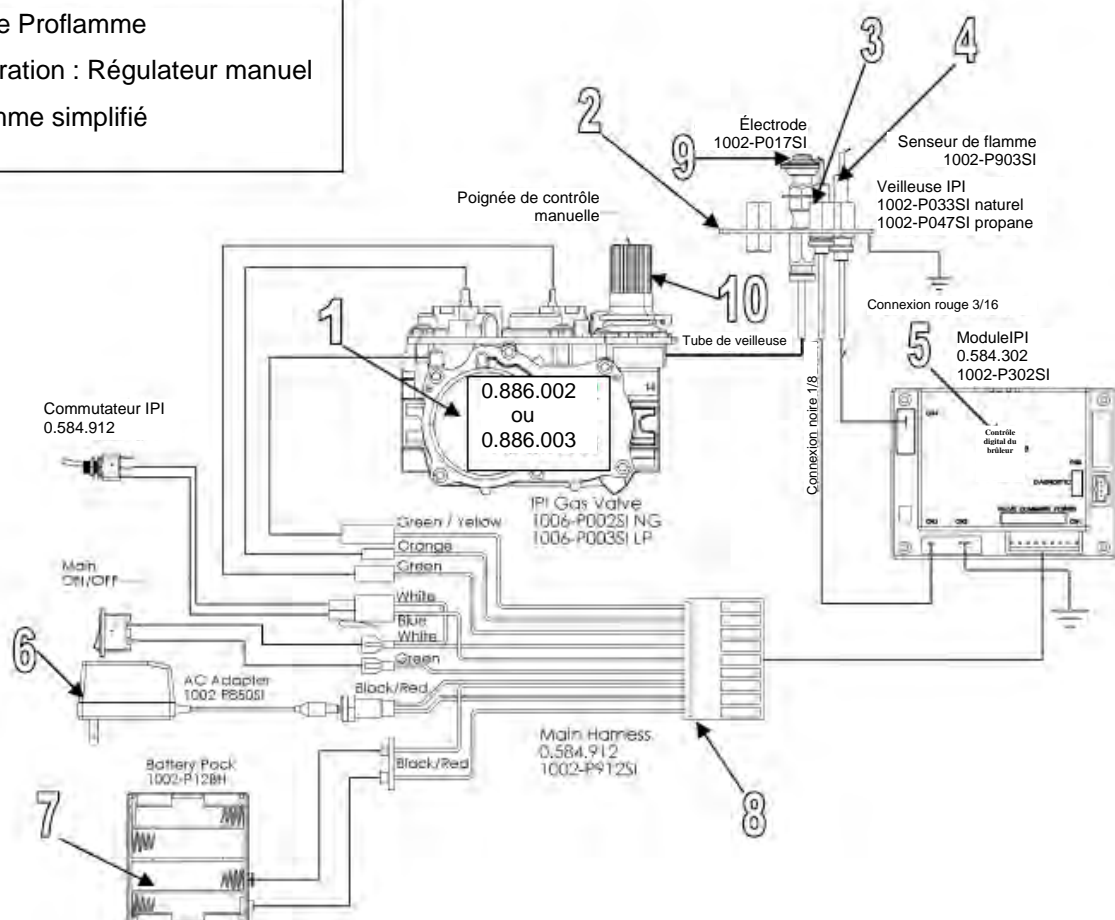 e Proflamme
ration : Régulateur manuel
mme simplifié
3
4
2
Électrode
1002-P017SI
9
Senseur de flamme
1002-P903SI
Veilleuse IPI
1002-P033SI naturel
1002-P047SI propane
Poignée de contrôle
manuelle
10
1
Connexion rouge 3/16
Tube de veilleuse
5
ModuleIPI
0.584.302
1002-P302SI
0.886.002
ou
0.886.003
Connexion noire 1/8
Contrôle
digital du
brûleur
Commutateur IPI
0.584.912
IPI Gas Valve
1006-P002SI NG
1006-P003SI LP
Green / Yellow
Orange
Green
Main
ON/OFF
White
Blue
White
Green
6
AC Adapter
1002-P850SI
Black/Red
Main Harness
0.584.912
1002-P912SI
Battery Pack
1002-P12BH
Black/Red
8
7